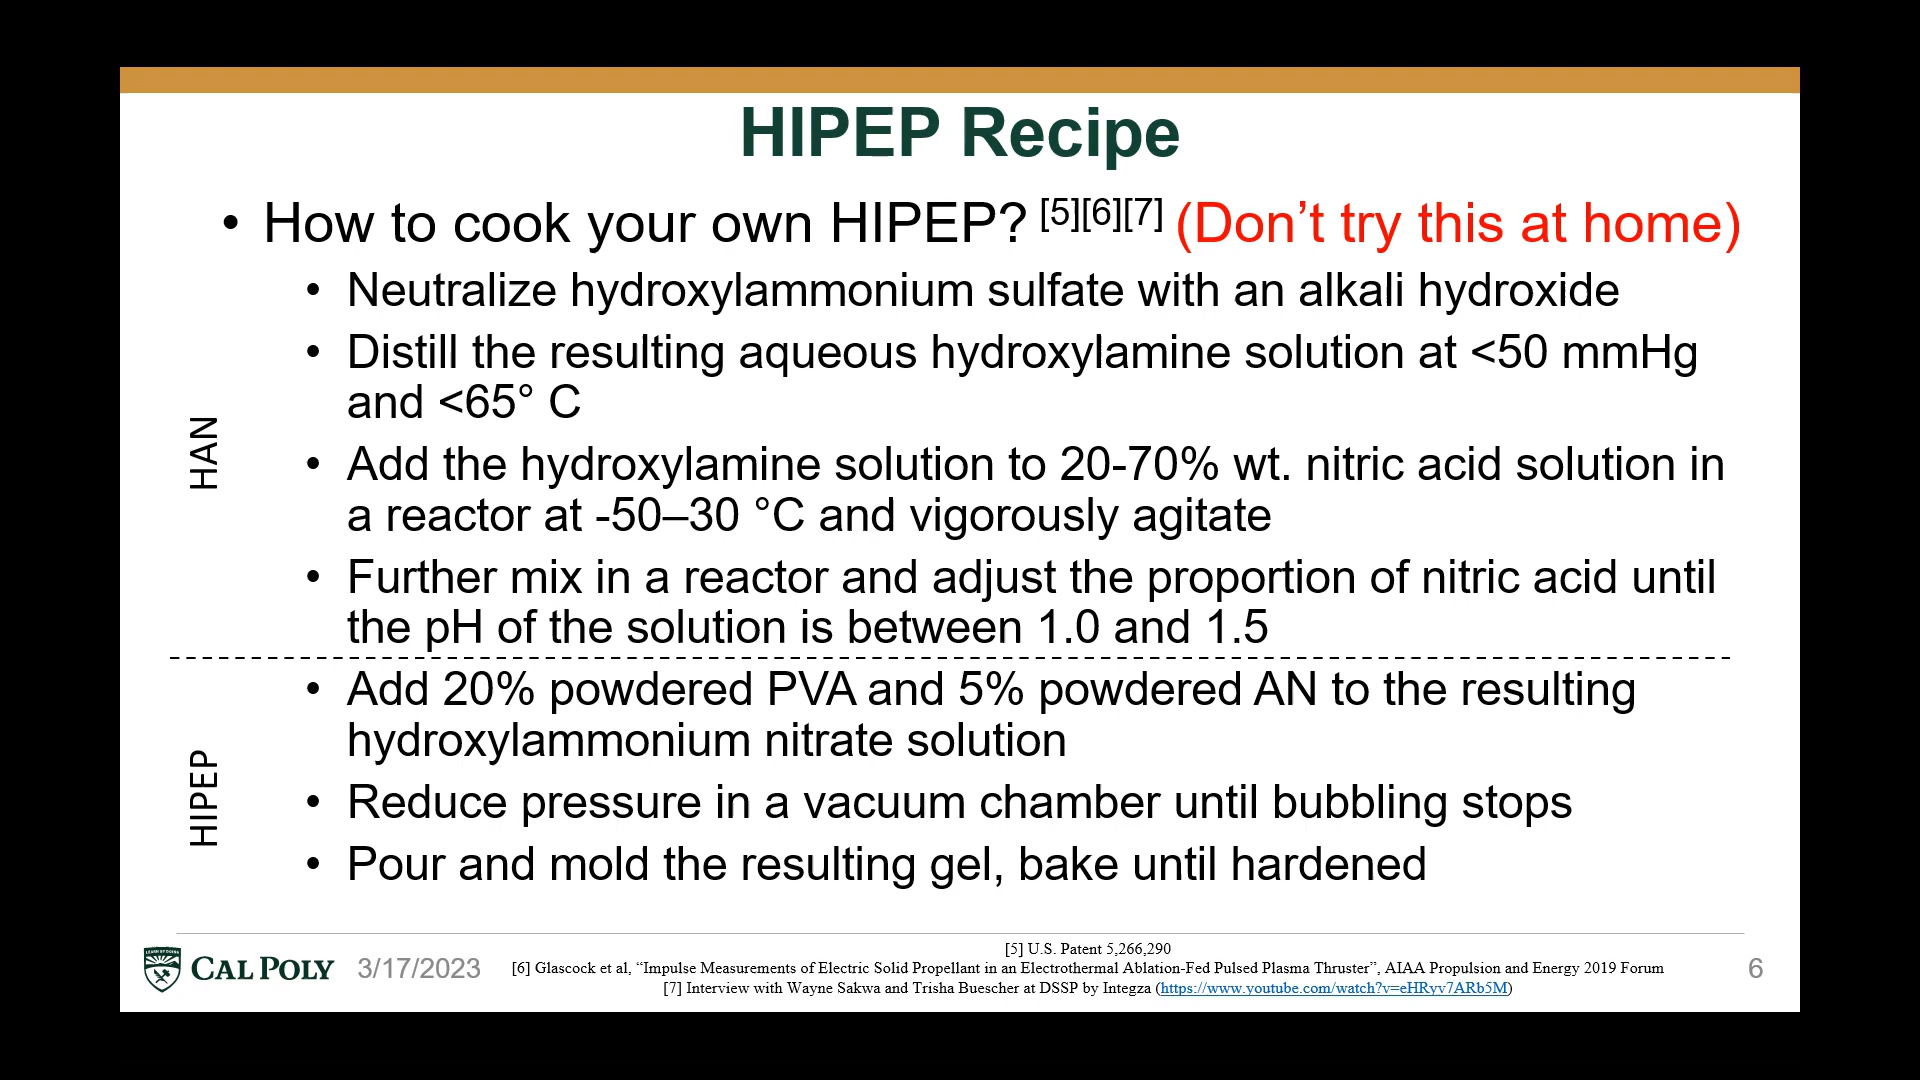 HIPEP Recipe
• How to cook your own HIPEP? [5][6][7] (Don’t try this at home)
• Neutralize hydroxylammonium sulfate with an alkali hydroxide
• Distill the resulting aqueous hydroxylamine solution at <50 mmHg
and <65° C
HAN
• Add the hydroxylamine solution to 20-70% wt. nitric acid solution in
a reactor at -50–30 °C and vigorously agitate
• Further mix in a reactor and adjust the proportion of nitric acid until
the pH of the solution is between 1.0 and 1.5
• Add 20% powdered PVA and 5% powdered AN to the resulting
hydroxylammonium nitrate solution
HIPEP
• Reduce pressure in a vacuum chamber until bubbling stops
• Pour and mold the resulting gel, bake until hardened
CAL POLY
3/17/2023
[5] U.S. Patent 5,266,290
[6] Glascock et al, “Impulse Measurements of Electric Solid Propellant in an Electrothermal Ablation-Fed Pulsed Plasma Thruster”, AIAA Propulsion and Energy 2019 Forum
[7] Interview with Wayne Sakwa and Trisha Buescher at DSSP by Integza (https://www.youtube.com/watch?v=eHRyv7ARb5M)
6